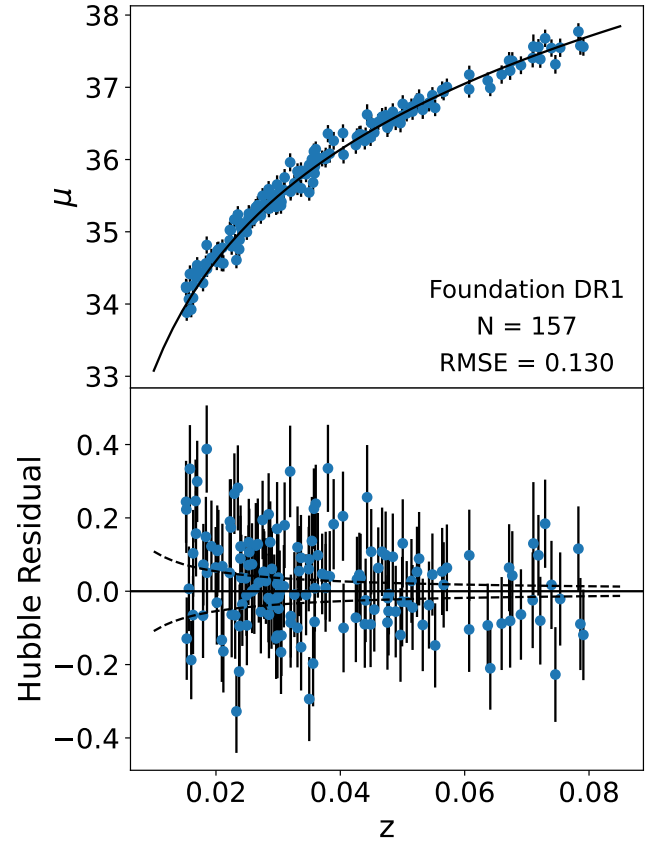 38
37
36
35
34
33
μ
Foundation DR1
N = 157
RMSE = 0.130
0.4
0.2
0.0
−0.2
−0.4
Hubble Residual
0.02 0.04 0.06 0.08
z